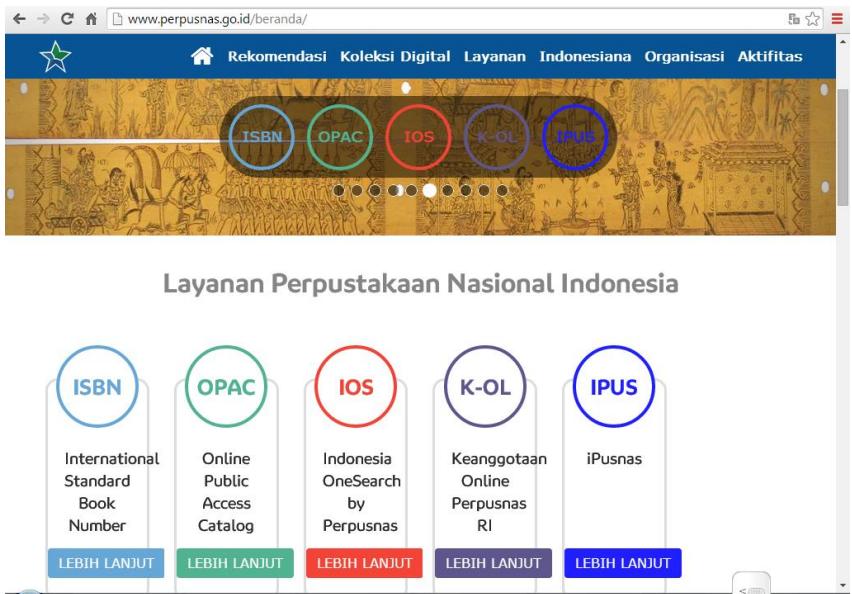 www.perpusnas.go.id/beranda/
Rekomendasi Koleksi Digital Layanan Indonesiana Organisasi Aktifitas
ISBN OPAC IOS K-OL IPUS
Layanan Perpustakaan Nasional Indonesia
ISBN OPAC IOS K-OL IPUS
International Online Indonesia Keanggotaan iPusnas
Standard Public OneSearch Online
Book Access by Perpusnas
Number Catalog Perpusnas RI
LEBIH LANJUT LEBIH LANJUT LEBIH LANJUT LEBIH LANJUT LEBIH LANJUT